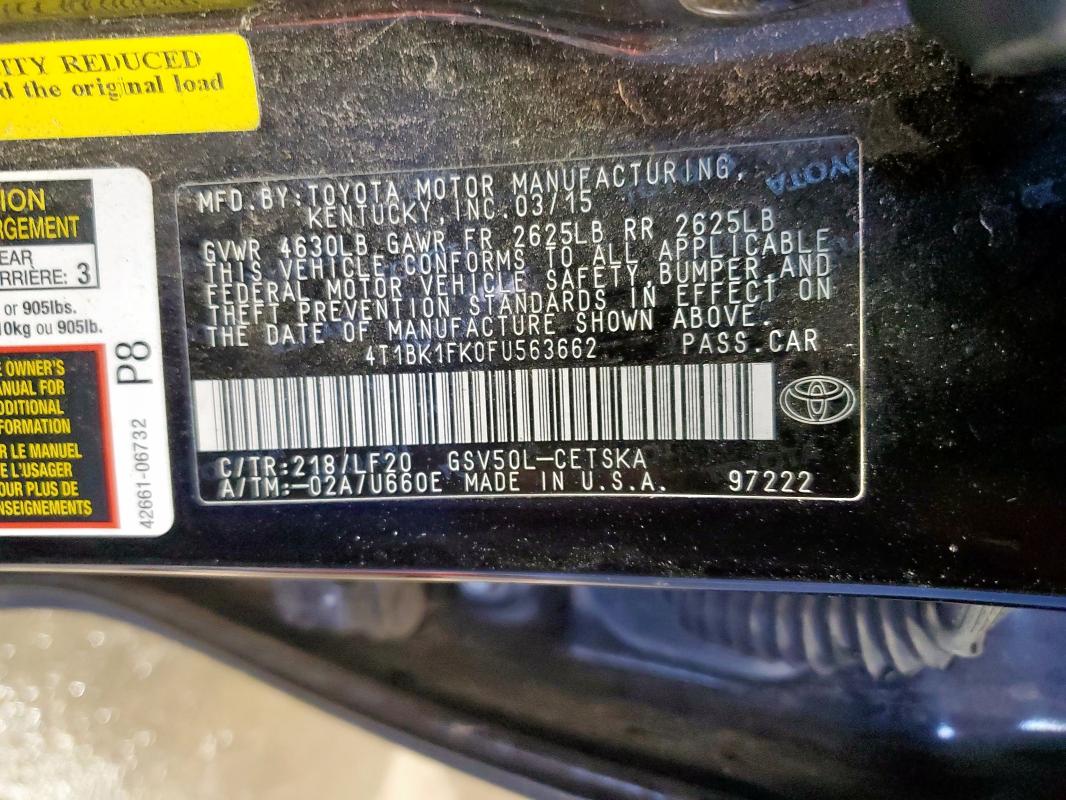 ITY REDUCED
d the original load
ION
RGEMENT
EAR
RRIÈRE: 3
or 905lbs.
10kg ou 905lb.
E OWNER'S
ANUAL FOR
DDITIONAL
FORMATION
R LE MANUEL
E L'USAGER
OUR PLUS DE
NSEIGNEMENTS
P8
42661-06732
MFD. BY: TOYOTA MOTOR MANUFACTURING,
KENTUCKY, INC. 03/15
GVWR 4630LB GAWR FR 2625LB RR 2625LB
THIS VEHICLE CONFORMS TO ALL APPLICABLE
FEDERAL MOTOR VEHICLE SAFETY, BUMPER, AND
THEFT PREVENTION STANDARDS IN EFFECT ON
THE DATE OF MANUFACTURE SHOWN ABOVE.
4T1BK1FK0FU563662 PASS. CAR
C/TR: 218/LF20 GSV50L-CETSKA
A/TM:-02A/U660E MADE IN U.S.A. 97222
TOYOTA